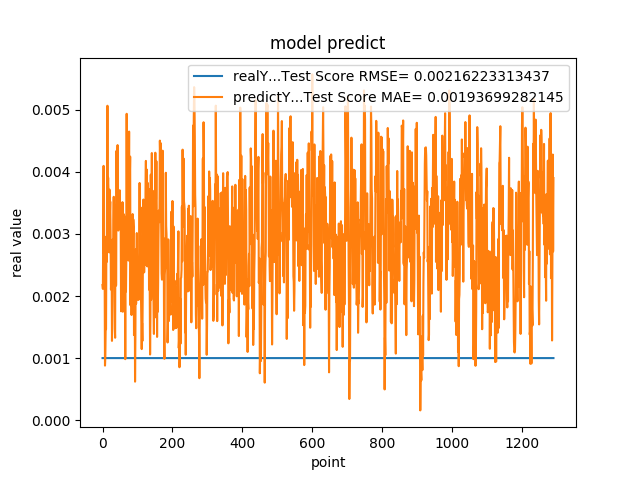 model predict
realY...Test Score RMSE= 0.00216223313437
predictY...Test Score MAE= 0.00193699282145
0.005
0.004
0.003
0.002
0.001
0.000
real value
0 200 400 600 800 1000 1200
point